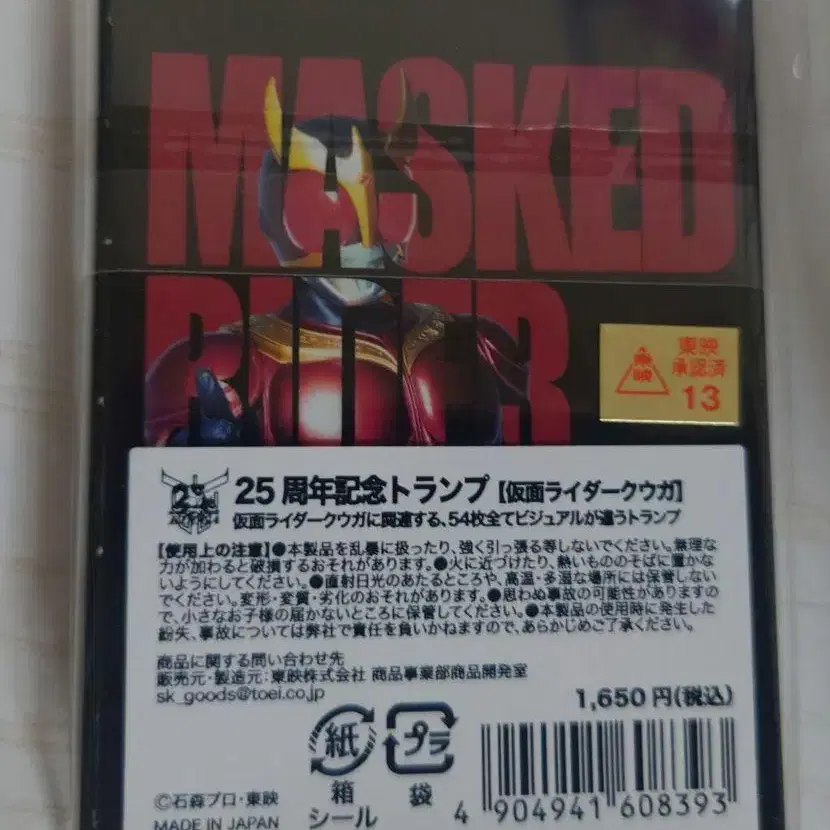 MASKED
RIDER
東映
承認済
13
25周年記念トランプ【仮面ライダークウガ】
仮面ライダークウガに関連する、54枚全てビジュアルが違うトランプ
【使用上の注意】●本製品を乱暴に扱ったり、強く引っ張る等しないでください。無理な
力が加わると破損するおそれがあります。●火に近づけたり、熱いもののそばに置かな
いようにしてください。●直射日光のあたるところや、高温・多湿な場所には保管しない
でください。変形・変質・劣化のおそれがあります。●思わぬ事故の可能性がありますの
で、小さなお子様の届かないところに保管してください。●本製品の使用時に発生した
紛失、事故については弊社で責任を負いかねますので、あらかじめご了承ください。
商品に関する問い合わせ先
販売元・製造元:東映株式会社 商品事業部商品開発室
sk_goods@toei.co.jp
1,650円(税込)
紙
プラ
箱
シール
袋
4 904941 608393
©石森プロ・東映
MADE IN JAPAN